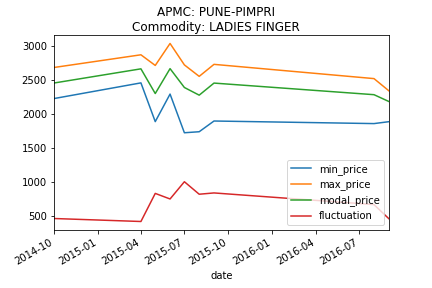 APMC: PUNE-PIMPRI
Commodity: LADIES FINGER
3000
2500
2000
1500
1000
500
min_price
max_price
modal_price
fluctuation
2014-10
2015-01
2015-04
2015-07
2015-10
2016-01
2016-04
2016-07
date